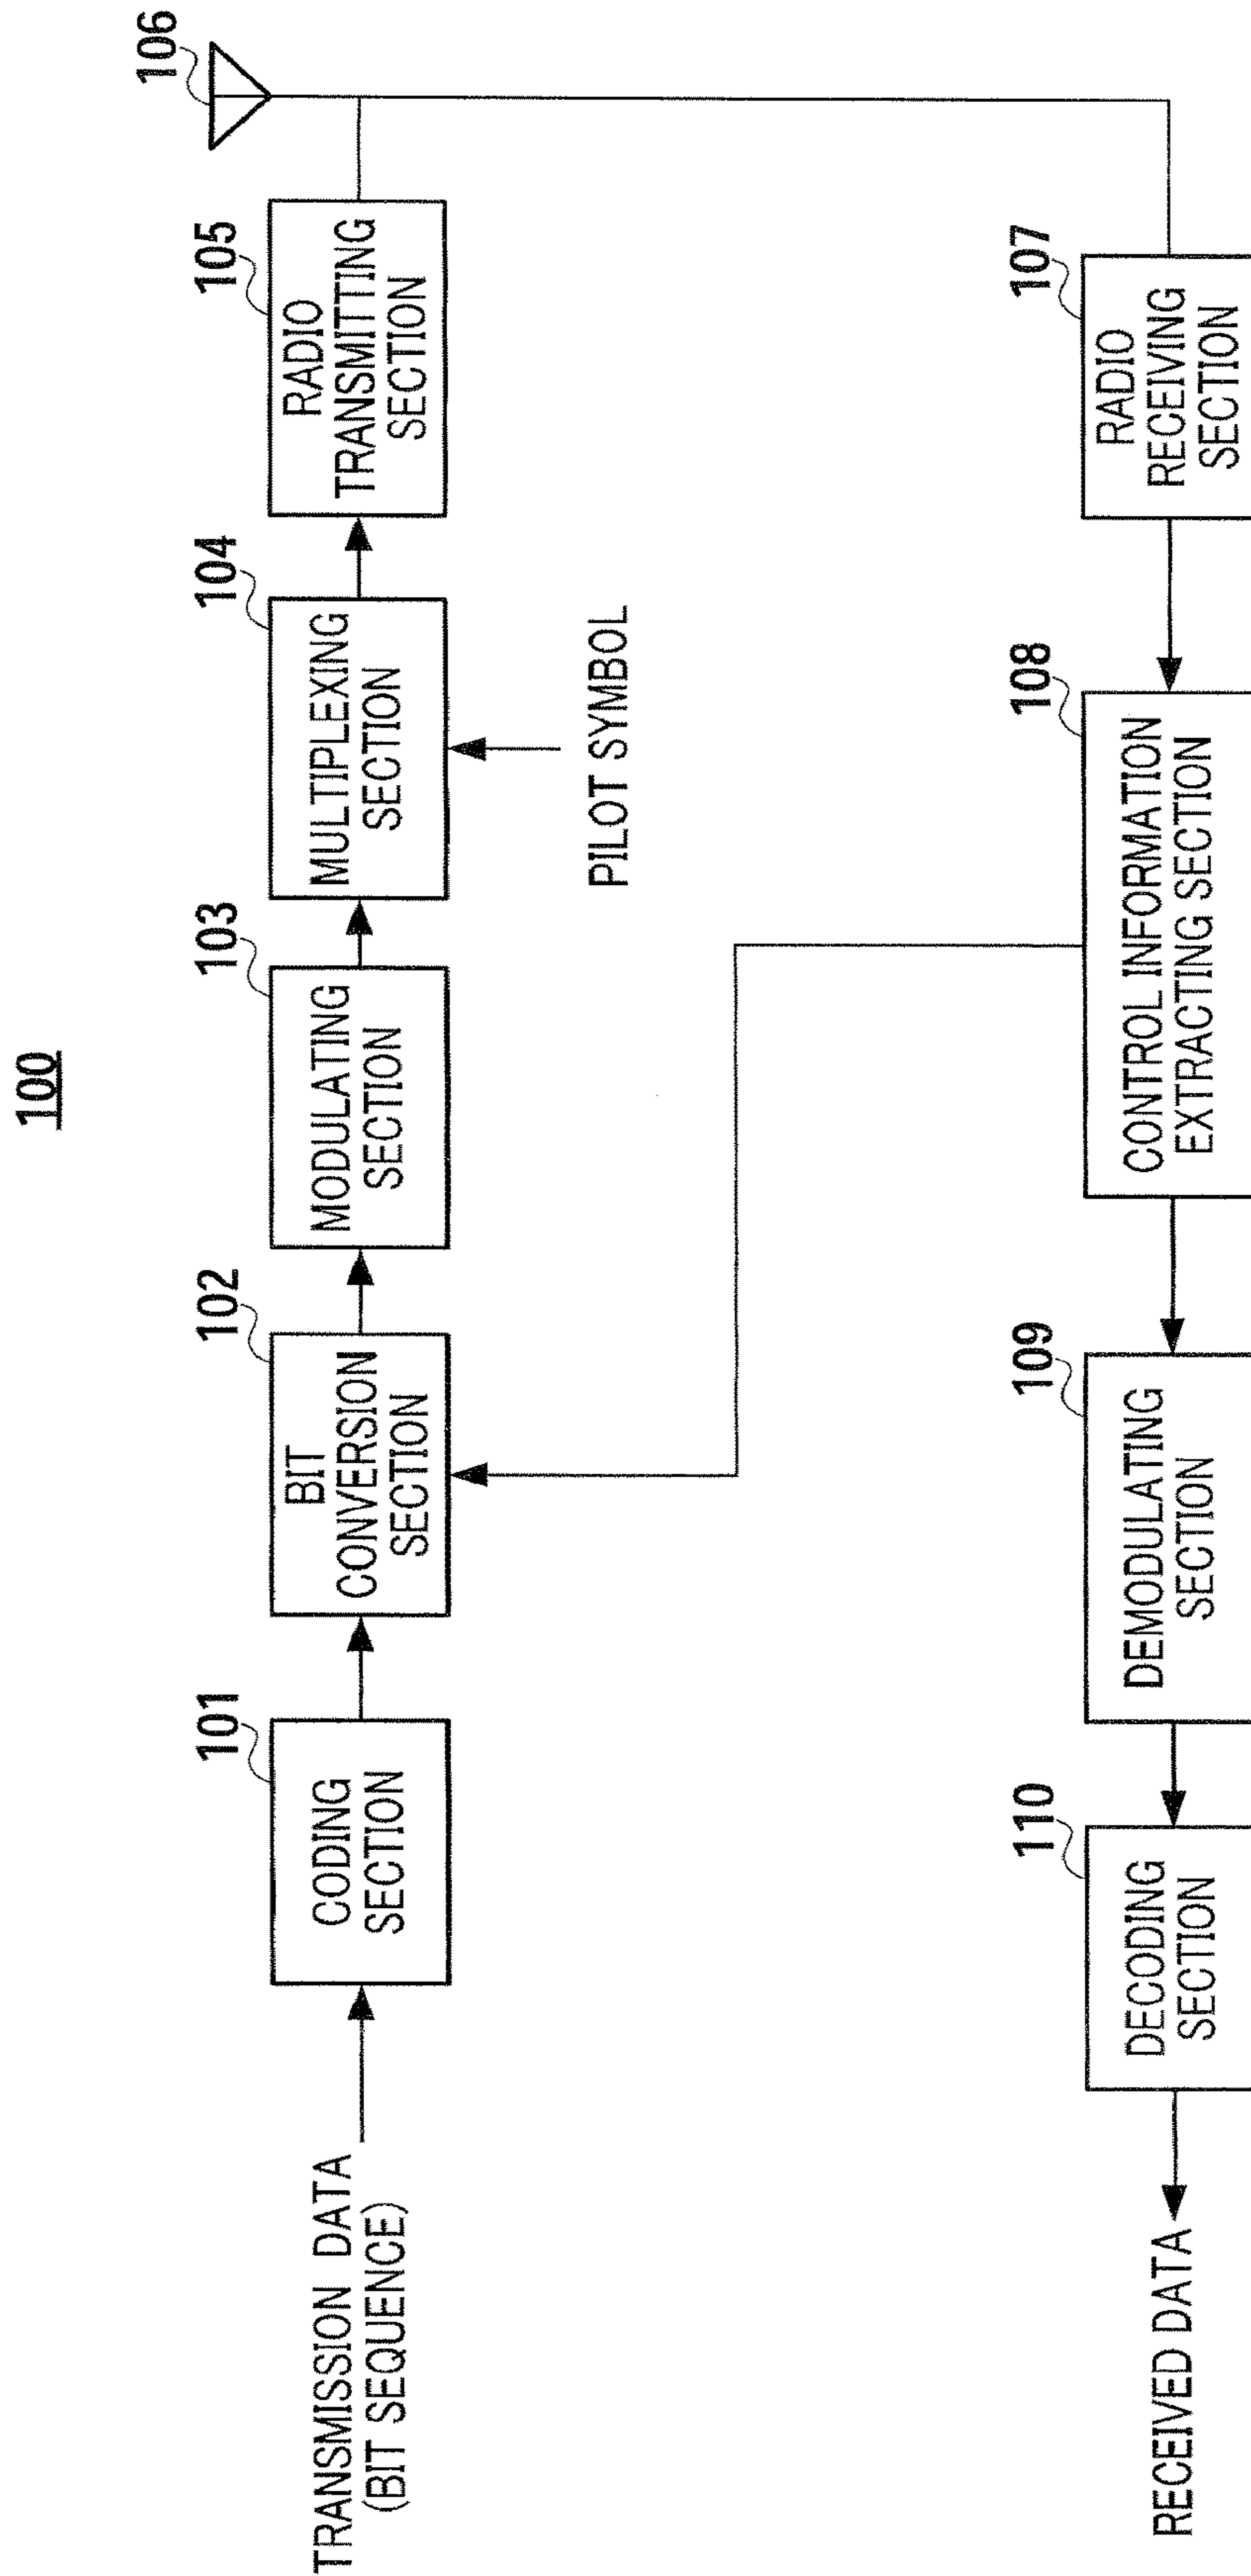 100
TRANSMISSION DATA
(BIT SEQUENCE)
101
CODING
SECTION
102
BIT
CONVERSION
SECTION
103
MODULATING
SECTION
104
MULTIPLEXING
SECTION
PILOT SYMBOL
105
RADIO
TRANSMITTING
SECTION
106
RECEIVED DATA
110
DECODING
SECTION
109
DEMODULATING
SECTION
108
CONTROL INFORMATION
EXTRACTING SECTION
107
RADIO
RECEIVING
SECTION